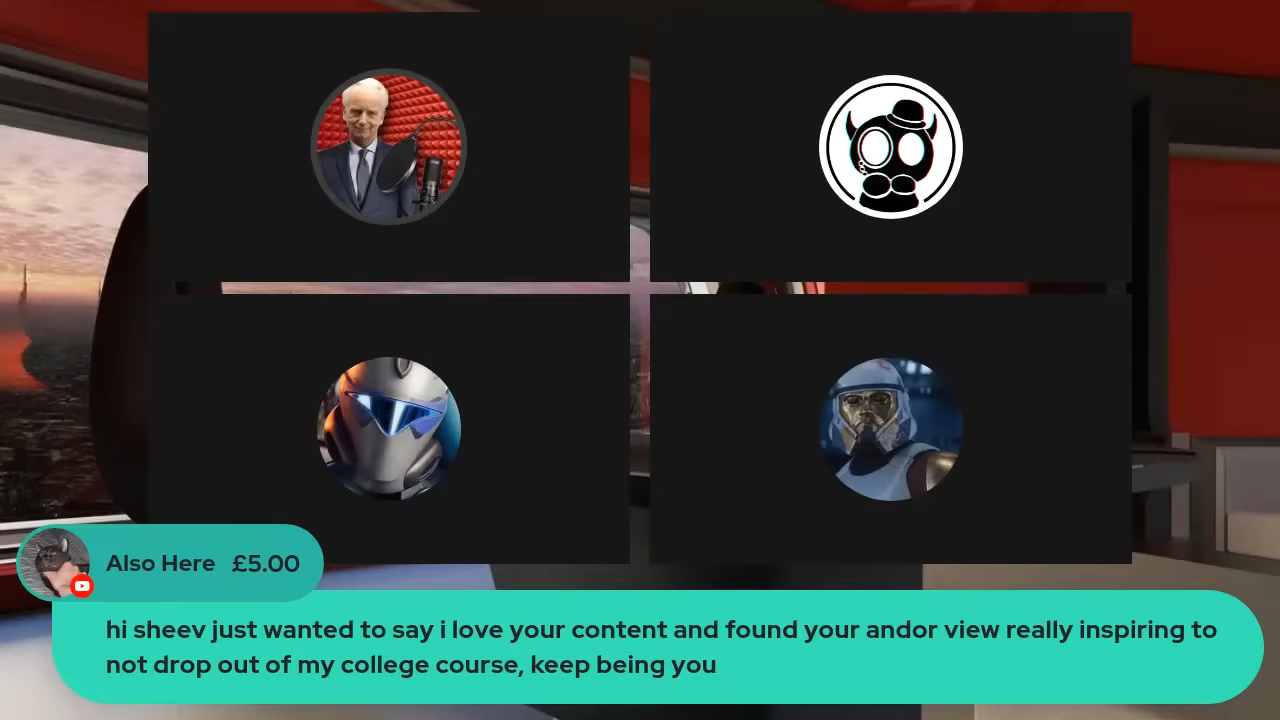 Also Here £5.00
hi sheev just wanted to say i love your content and found your andor view really inspiring to
not drop out of my college course, keep being you